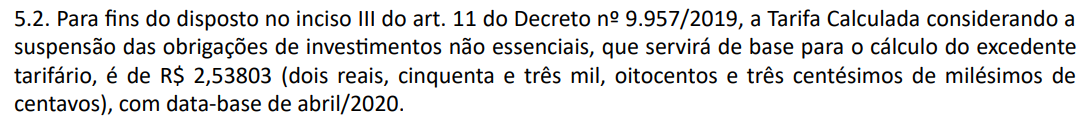 5.2. Para fins do disposto no inciso III do art. 11 do Decreto nº 9.957/2019, a Tarifa Calculada considerando a
suspensão das obrigações de investimentos não essenciais, que servirá de base para o cálculo do excedente
tarifário, é de R$ 2,53803 (dois reais, cinquenta e três mil, oitocentos e três centésimos de milésimos de
centavos), com data-base de abril/2020.